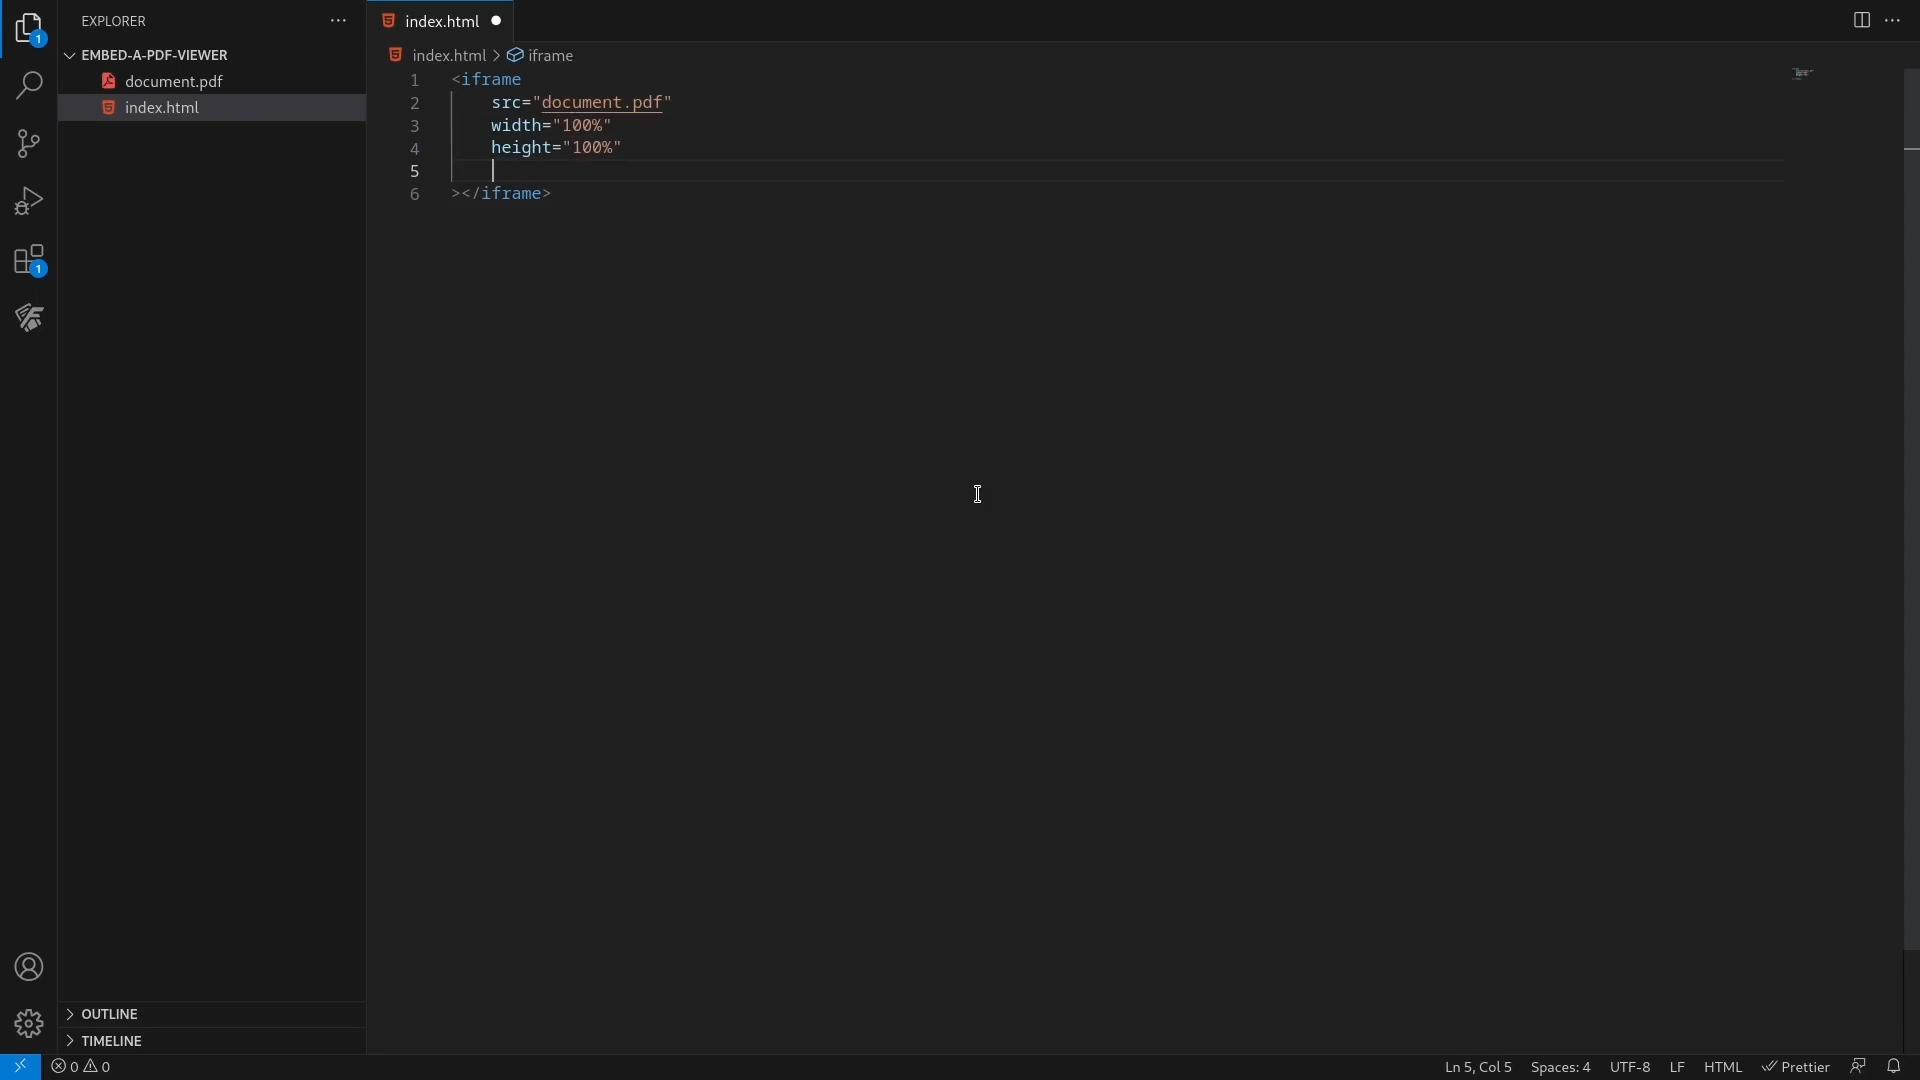 1
1
EXPLORER
EMBED-A-PDF-VIEWER
document.pdf
index.html
OUTLINE
TIMELINE
index.html
index.html > iframe
1 <iframe
2 src="document.pdf"
3 width="100%"
4 height="100%"
5
6 ></iframe>
0 0
Ln 5, Col 5 Spaces: 4 UTF-8 LF HTML Prettier